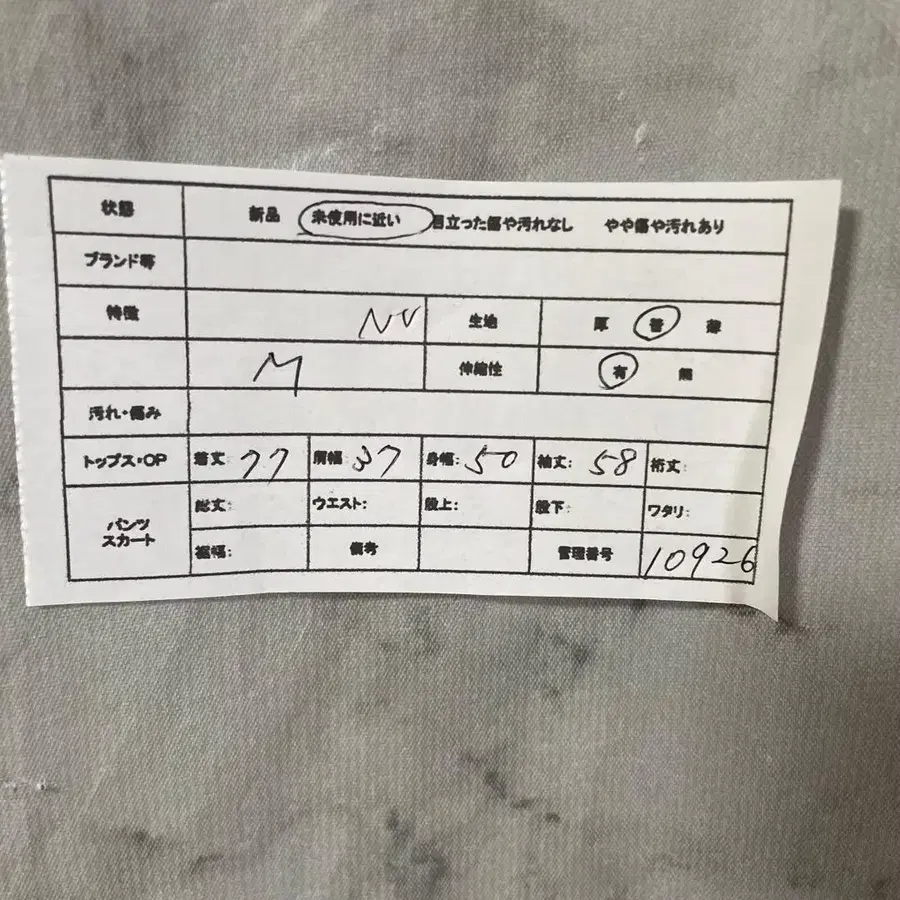 状態 新品 未使用に近い 目立った傷や汚れなし やや傷や汚れあり
ブランド等
特徴 NV 生地 厚 普 薄
M 伸縮性 有 無
汚れ・傷み
トップス・OP 着丈: 77 肩幅: 37 身幅: 50 袖丈: 58 裄丈:
パンツ スカート 総丈: ウエスト: 股上: 股下: ワタリ:
裾幅: 備考 管理番号 10926